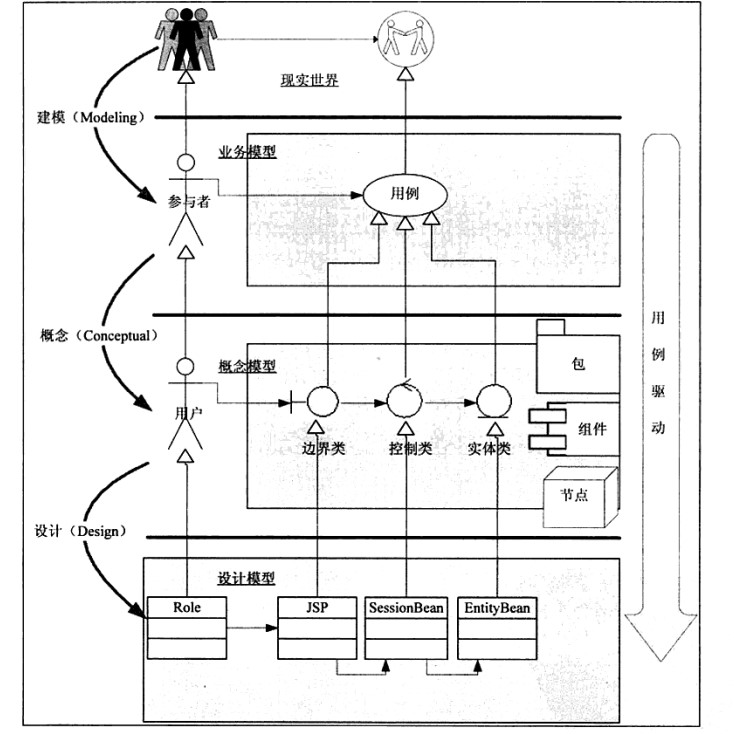 现实世界
建模（Modeling）
业务模型
参与者
用例
概念（Conceptual）
用例驱动
概念模型
包
用户
组件
边界类
控制类
实体类
节点
设计（Design）
设计模型
Role
JSP
SessionBean
EntityBean